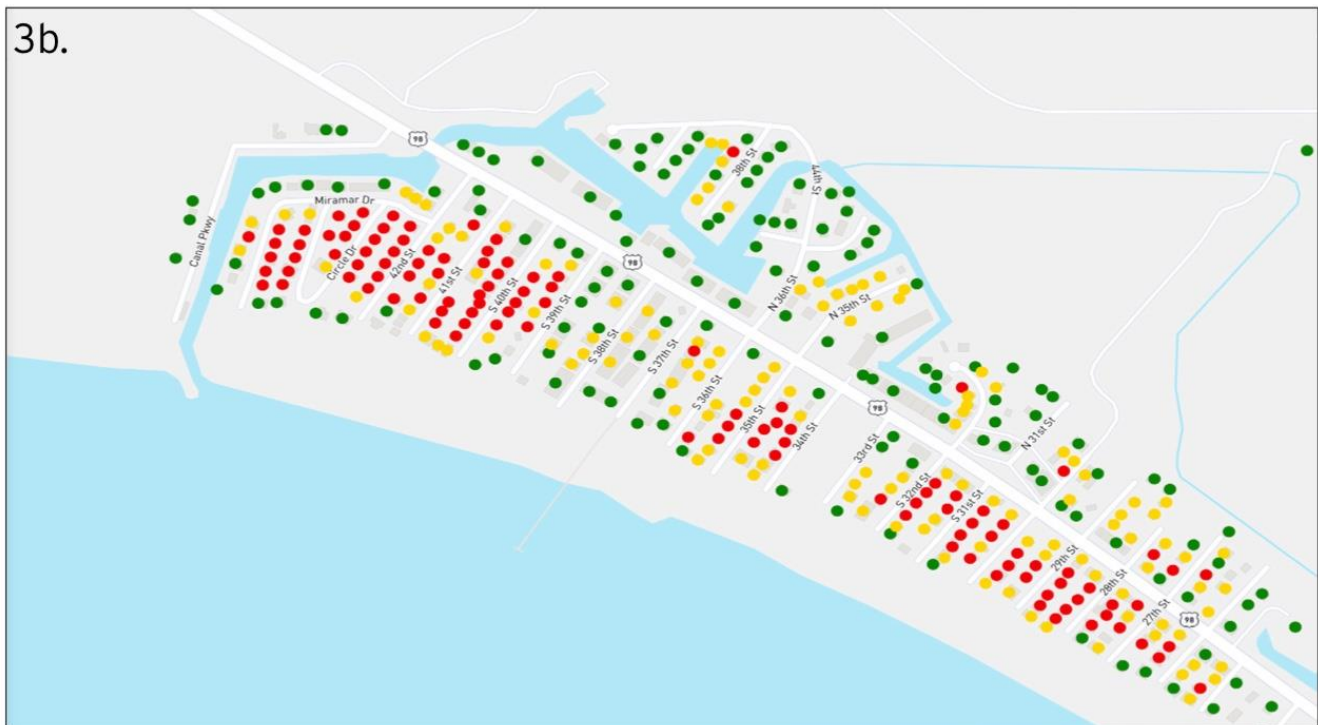 3b.
98
Miramar Dr
Canal Pkwy
Circle Dr
42nd St
41st St
S 40th St
S 39th St
98
S 38th St
S 37th St
S 36th St
35th St
34th St
38th St
44th St
N 36th St
N 35th St
98
33rd St
S 32nd St
S 31st St
N 31st St
29th St
28th St
27th St
98